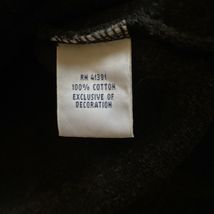 RN 41381
100% COTTON
EXCLUSIVE OF
DECORATION